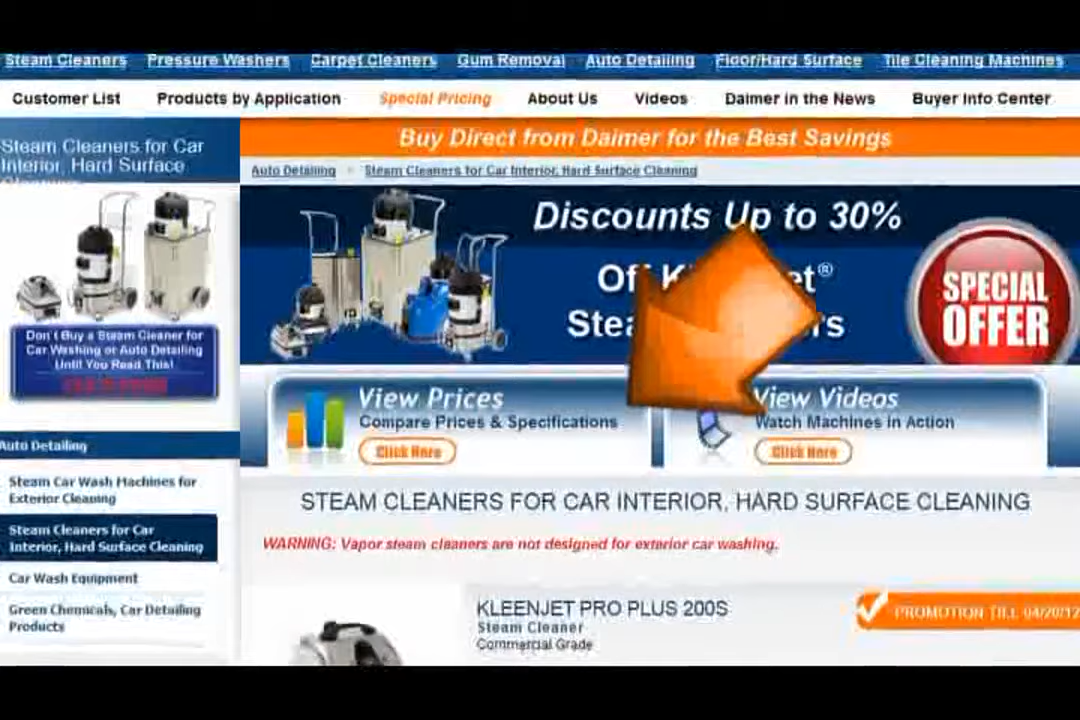 Steam Cleaners Pressure Washers Carpet Cleaners Gum Removal Auto Detailing Floor/Hard Surface Tile Cleaning Machines
Customer List Products by Application Special Pricing About Us Videos Daimer in the News Buyer Info Center
Steam Cleaners for Car
Interior, Hard Surface
Buy Direct from Daimer for the Best Savings
Auto Detailing Steam Cleaners for Car Interior, Hard Surface Cleaning
Discounts Up to 30%
SPECIAL
OFFER
Don't Buy a Steam Cleaner for
Car Washing or Auto Detailing
Until You Read This!
View Prices
Compare Prices & Specifications
Click Here
View Videos
Watch Machines in Action
Click Here
Auto Detailing
Steam Car Wash Machines for
Exterior Cleaning
Steam Cleaners for Car
Interior, Hard Surface Cleaning
Car Wash Equipment
Green Chemicals, Car Detailing
Products
STEAM CLEANERS FOR CAR INTERIOR, HARD SURFACE CLEANING
WARNING: Vapor steam cleaners are not designed for exterior car washing.
KLEENJET PRO PLUS 200S
Steam Cleaner
Commercial Grade
PROMOTION TILL 04/20/12